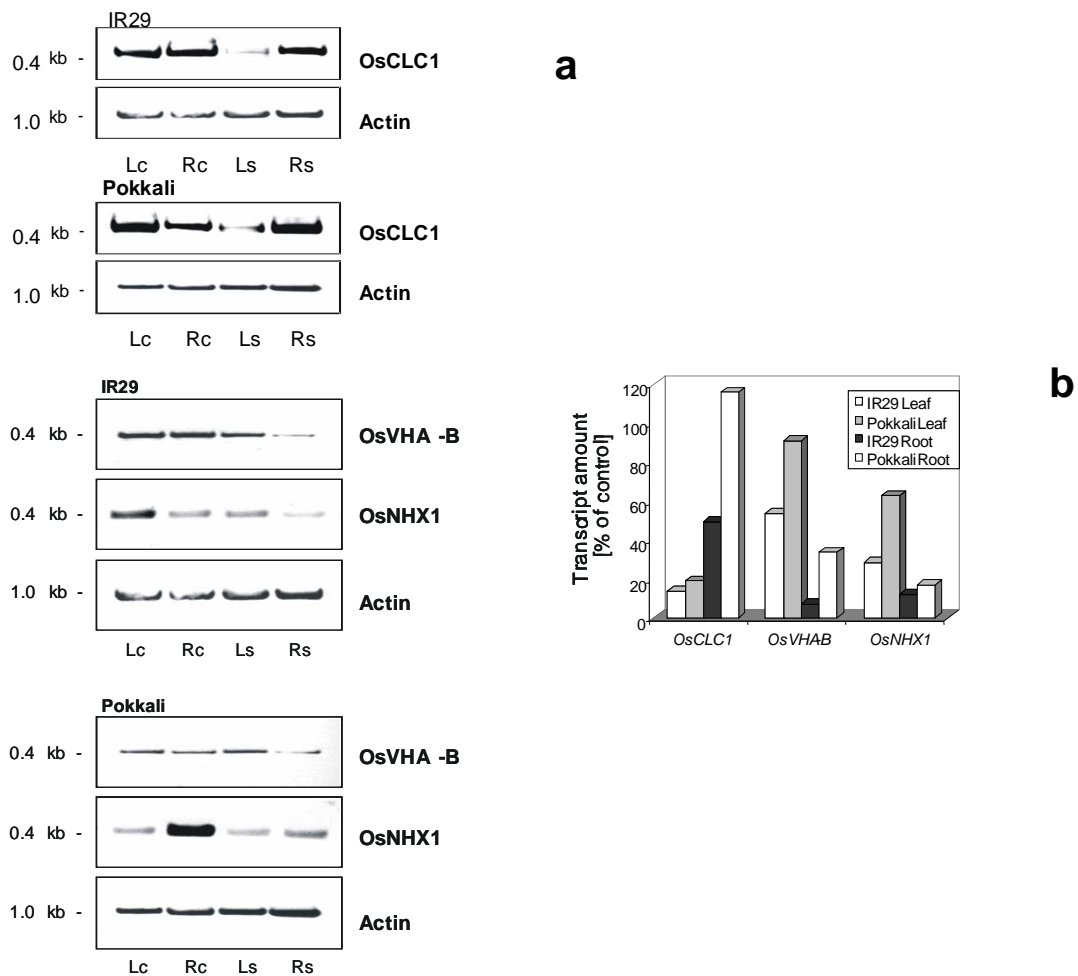 IR29
0.4 kb -
OsCLC1
a
1.0 kb -
Actin
Lc Rc Ls Rs
Pokkali
0.4 kb -
OsCLC1
1.0 kb -
Actin
Lc Rc Ls Rs
IR29
0.4 kb -
OsVHA -B
0.4 kb -
OsNHX1
1.0 kb -
Actin
Lc Rc Ls Rs
Pokkali
0.4 kb -
OsVHA -B
0.4 kb -
OsNHX1
1.0 kb -
Actin
Lc Rc Ls Rs
b
Transcript amount
[% of control]
120
100
80
60
40
20
0
IR29 Leaf
Pokkali Leaf
IR29 Root
Pokkali Root
OsCLC1 OsVHAB OsNHX1